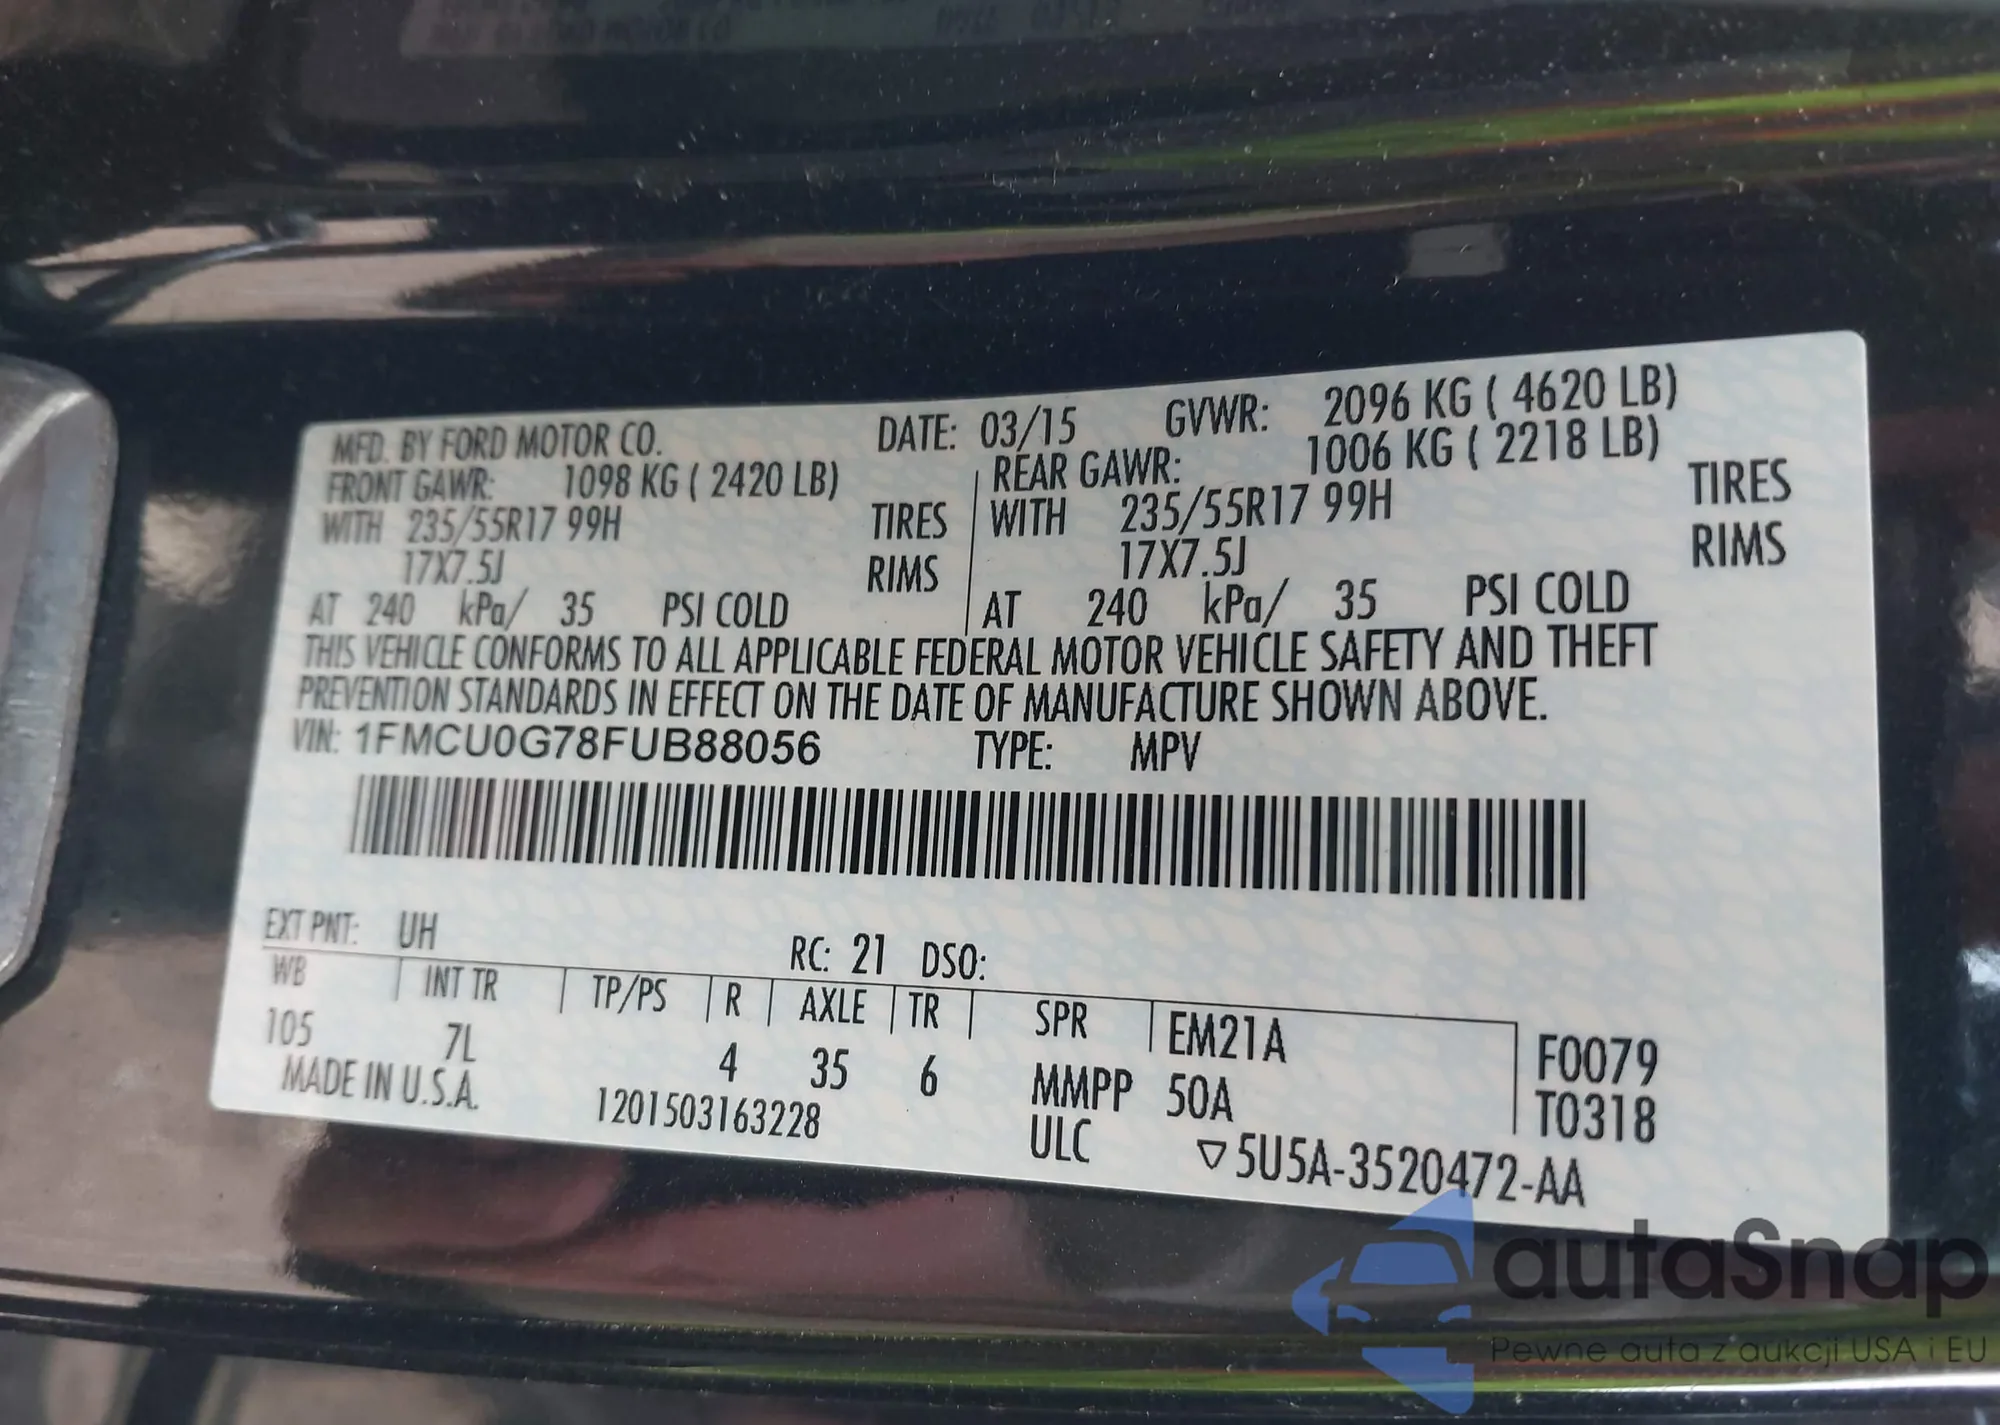 MFD. BY FORD MOTOR CO. DATE: 03/15 GVWR: 2096 KG ( 4620 LB)
FRONT GAWR: 1098 KG ( 2420 LB) REAR GAWR: 1006 KG ( 2218 LB)
WITH 235/55R17 99H TIRES WITH 235/55R17 99H TIRES
17X7.5J RIMS 17X7.5J RIMS
AT 240 kPa/ 35 PSI COLD AT 240 kPa/ 35 PSI COLD
THIS VEHICLE CONFORMS TO ALL APPLICABLE FEDERAL MOTOR VEHICLE SAFETY AND THEFT
PREVENTION STANDARDS IN EFFECT ON THE DATE OF MANUFACTURE SHOWN ABOVE.
VIN: 1FMCU0G78FUB88056 TYPE: MPV
EXT PNT: UH RC: 21 DSO:
WB INT TR TP/PS R AXLE TR SPR EM21A F0079
105 7L 4 35 6 MMPP 50A T0318
MADE IN U.S.A. 1201503163228 ULC ▽5U5A-3520472-AA
autaSnap
Pewne auta z aukcji USA i EU